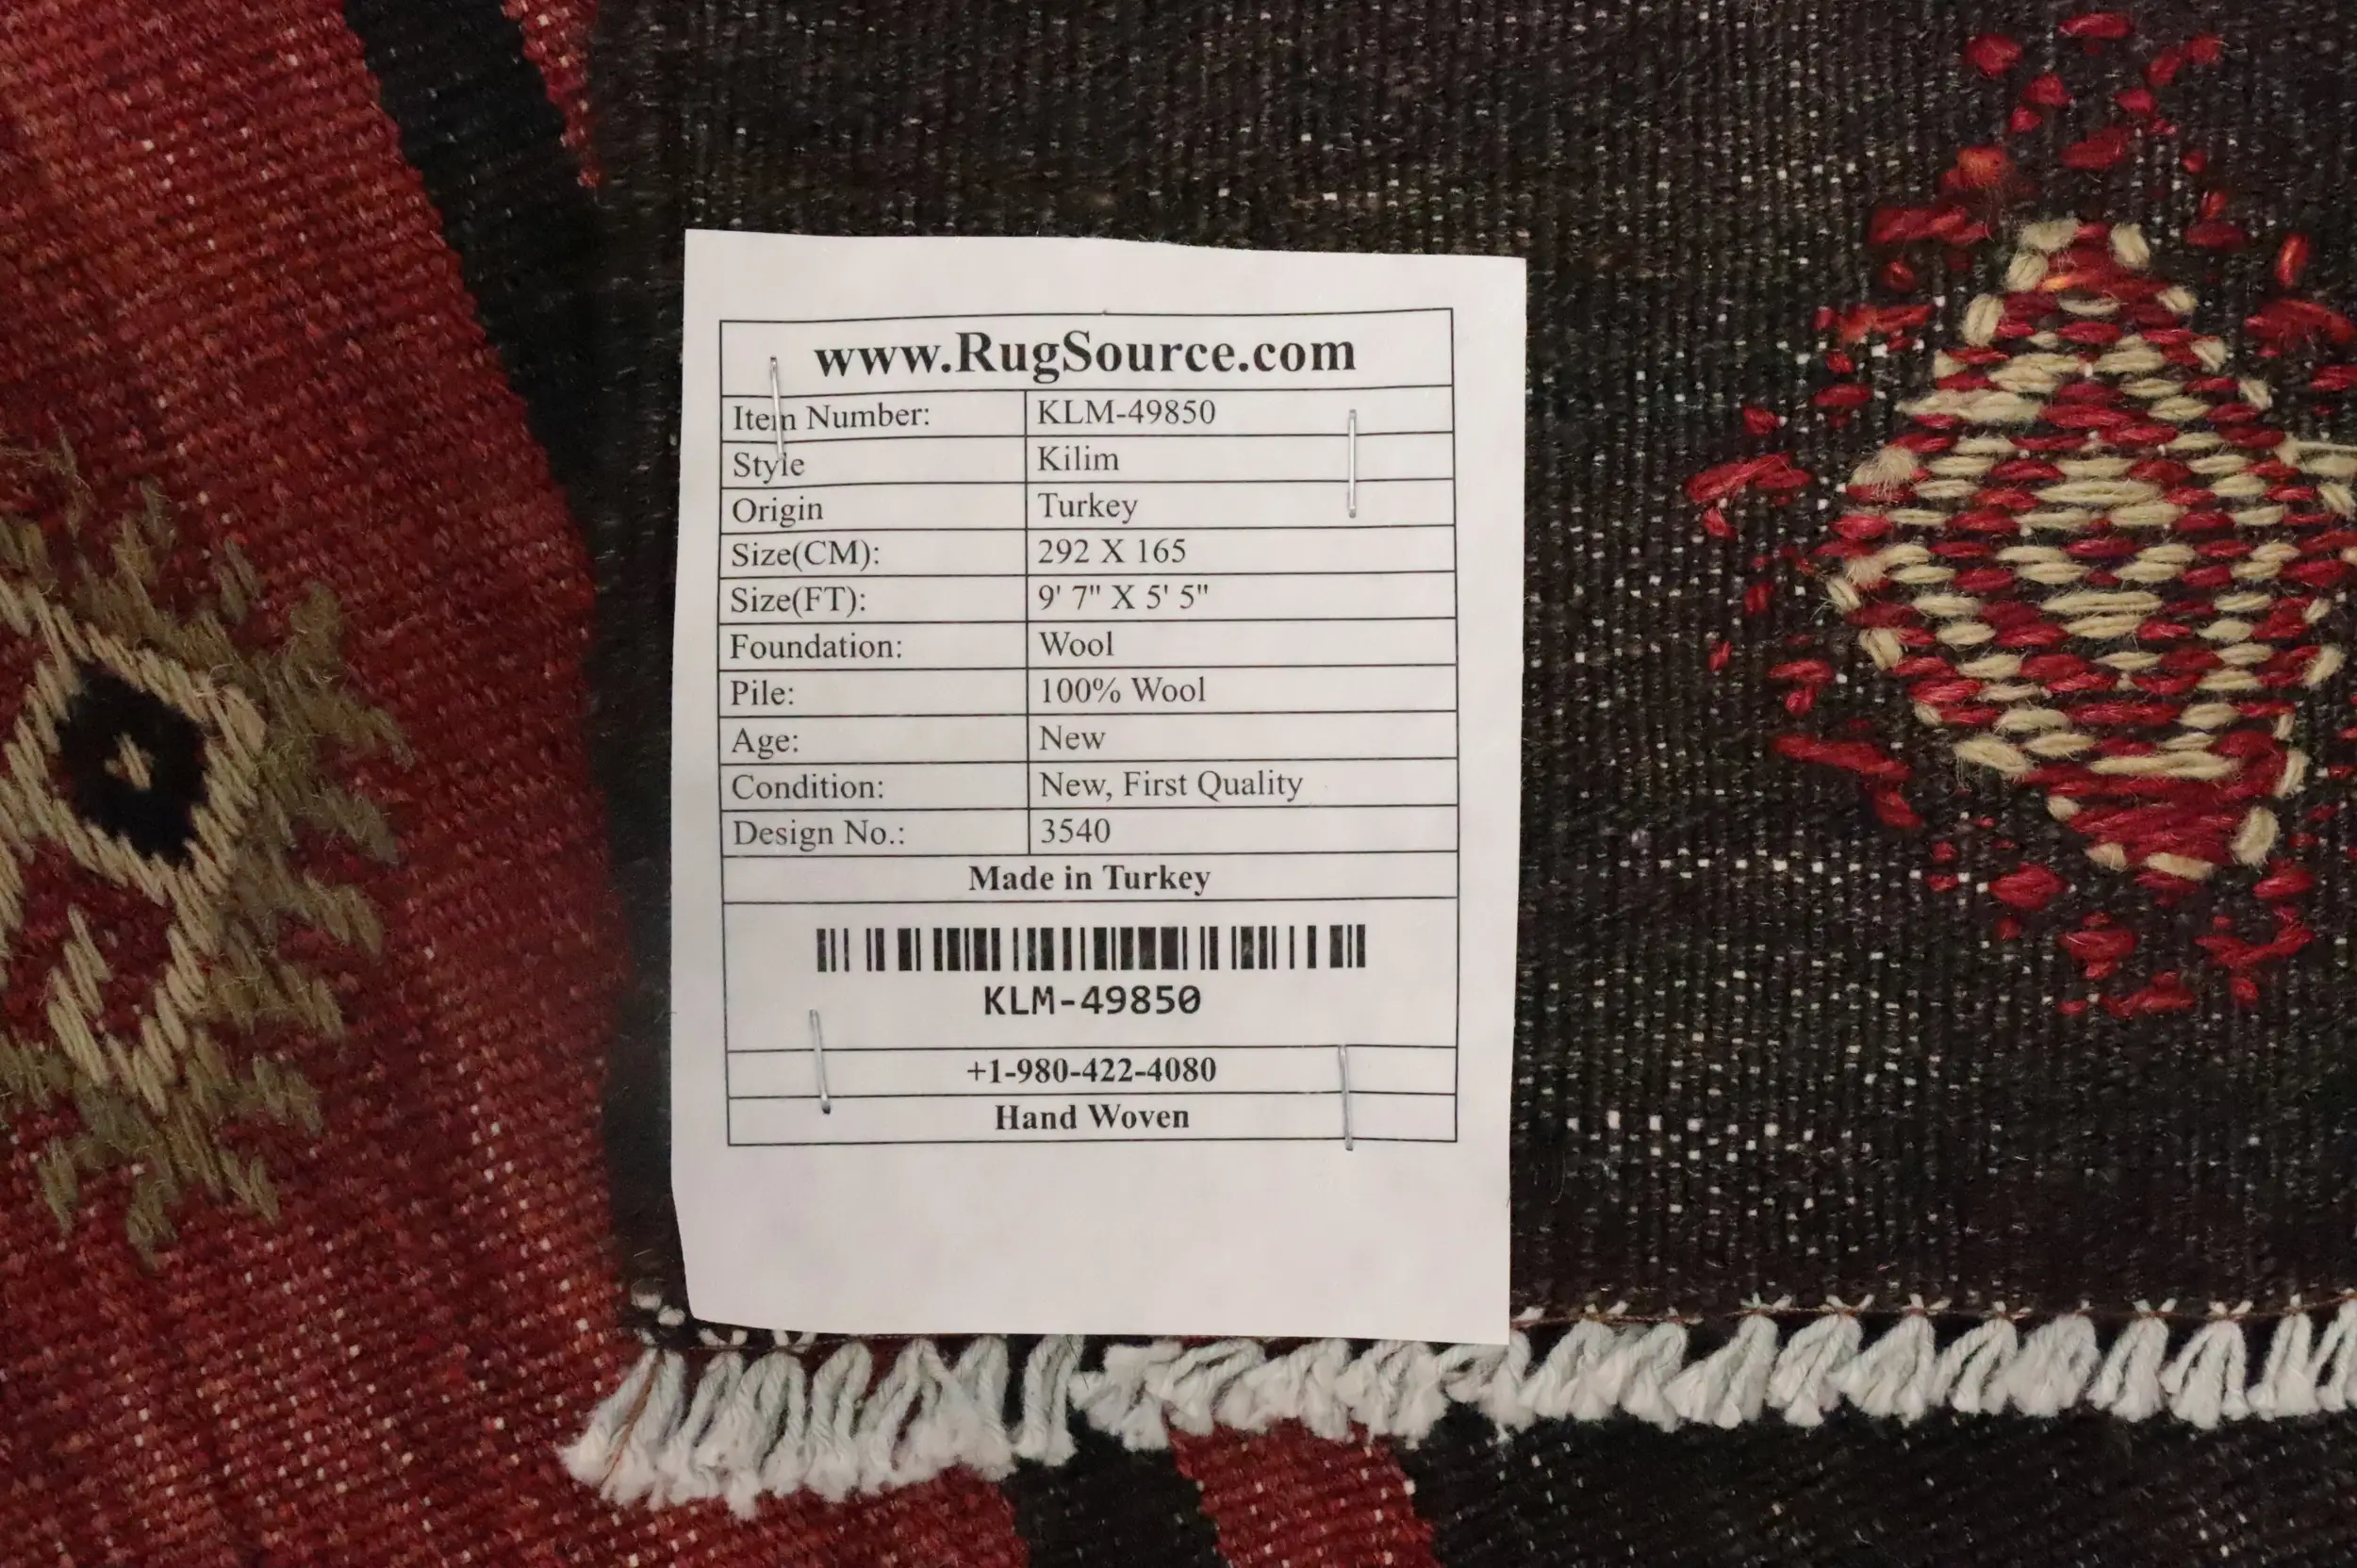 www.RugSource.com
Item Number: KLM-49850
Style Kilim
Origin Turkey
Size(CM): 292 X 165
Size(FT): 9' 7" X 5' 5"
Foundation: Wool
Pile: 100% Wool
Age: New
Condition: New, First Quality
Design No.: 3540
Made in Turkey
KLM-49850
+1-980-422-4080
Hand Woven